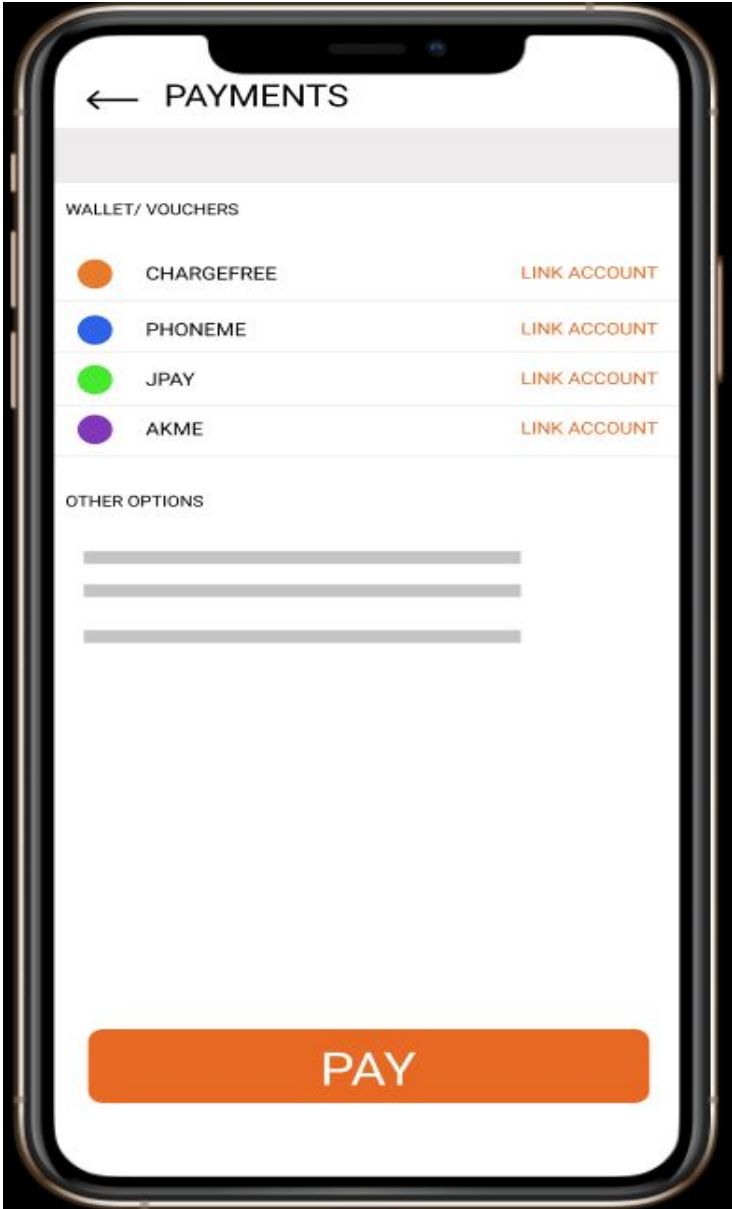 PAYMENTS
WALLET/ VOUCHERS
CHARGEFREE LINK ACCOUNT
PHONEME LINK ACCOUNT
JPAY LINK ACCOUNT
AKME LINK ACCOUNT
OTHER OPTIONS
PAY